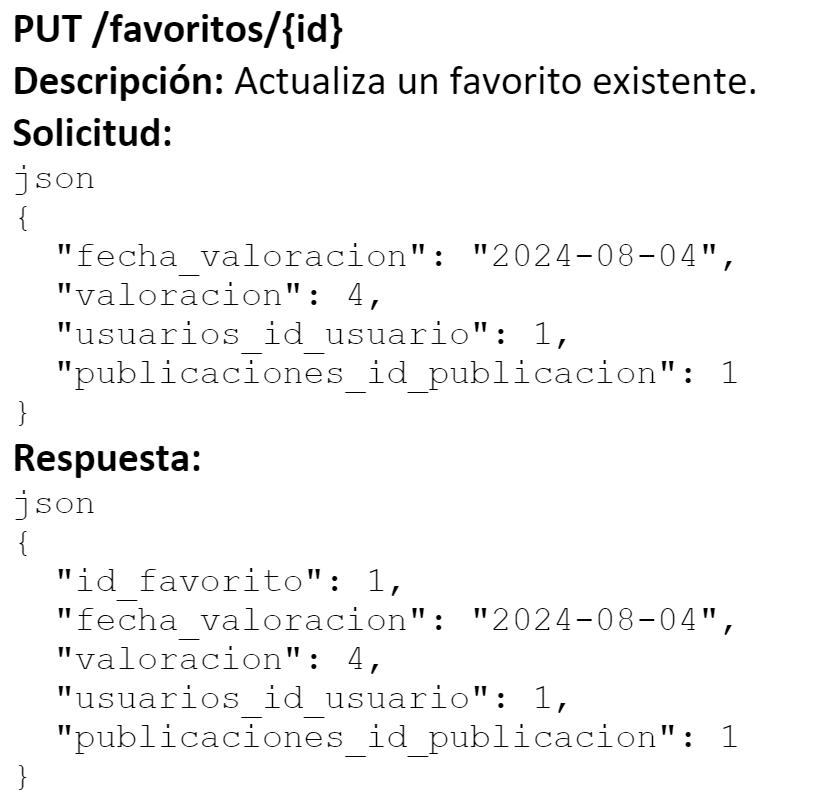 PUT /favoritos/{id}
Descripción: Actualiza un favorito existente.
Solicitud:
json
{
  "fecha_valoracion": "2024-08-04",
  "valoracion": 4,
  "usuarios_id_usuario": 1,
  "publicaciones_id_publicacion": 1
}
Respuesta:
json
{
  "id_favorito": 1,
  "fecha_valoracion": "2024-08-04",
  "valoracion": 4,
  "usuarios_id_usuario": 1,
  "publicaciones_id_publicacion": 1
}